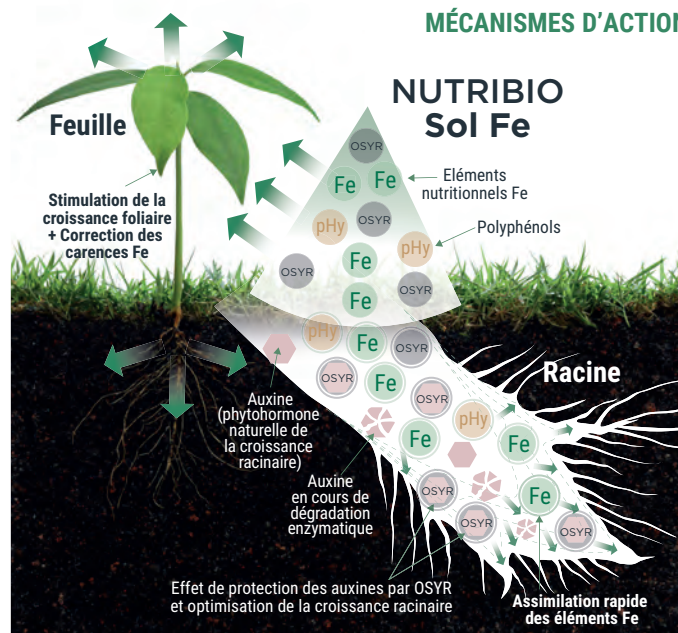 MÉCANISMES D'ACTION
NUTRIBIO
Sol Fe
Feuille
OSYR
Fe
Fe
Eléments
nutritionnels Fe
Stimulation de la
croissance foliaire
+ Correction des
carences Fe
pHy
OSYR
Polyphénols
pHy
Fe
OSYR
OSYR
Fe
pHy
Fe
OSYR
Racine
OSYR
Fe
OSYR
Auxine
(phytohormone
naturelle de
la croissance
racinaire)
pHy
Fe
Fe
Auxine
en cours de
dégradation
enzymatique
OSYR
Fe
OSYR
OSYR
Effet de protection des auxines par OSYR
et optimisation de la croissance racinaire
Assimilation rapide
des éléments Fe